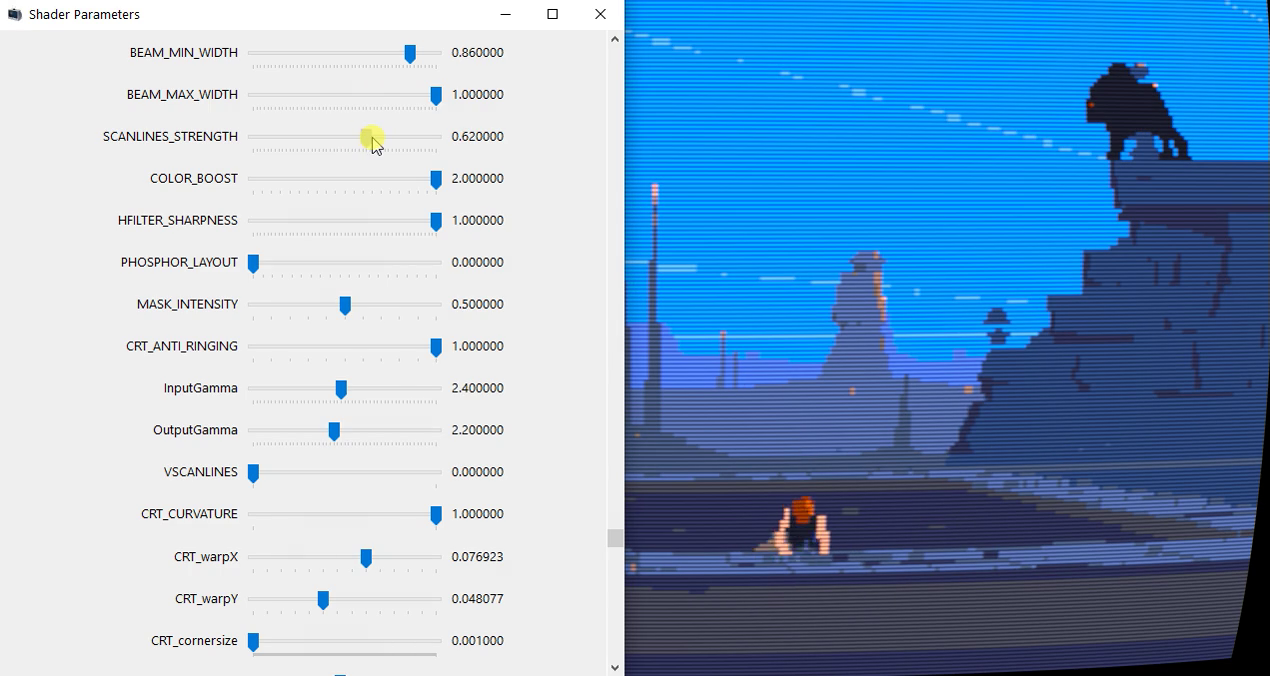 Shader Parameters
BEAM_MIN_WIDTH 0.860000
BEAM_MAX_WIDTH 1.000000
SCANLINES_STRENGTH 0.620000
COLOR_BOOST 2.000000
HFILTER_SHARPNESS 1.000000
PHOSPHOR_LAYOUT 0.000000
MASK_INTENSITY 0.500000
CRT_ANTI_RINGING 1.000000
InputGamma 2.400000
OutputGamma 2.200000
VSCANLINES 0.000000
CRT_CURVATURE 1.000000
CRT_warpX 0.076923
CRT_warpY 0.048077
CRT_cornersize 0.001000